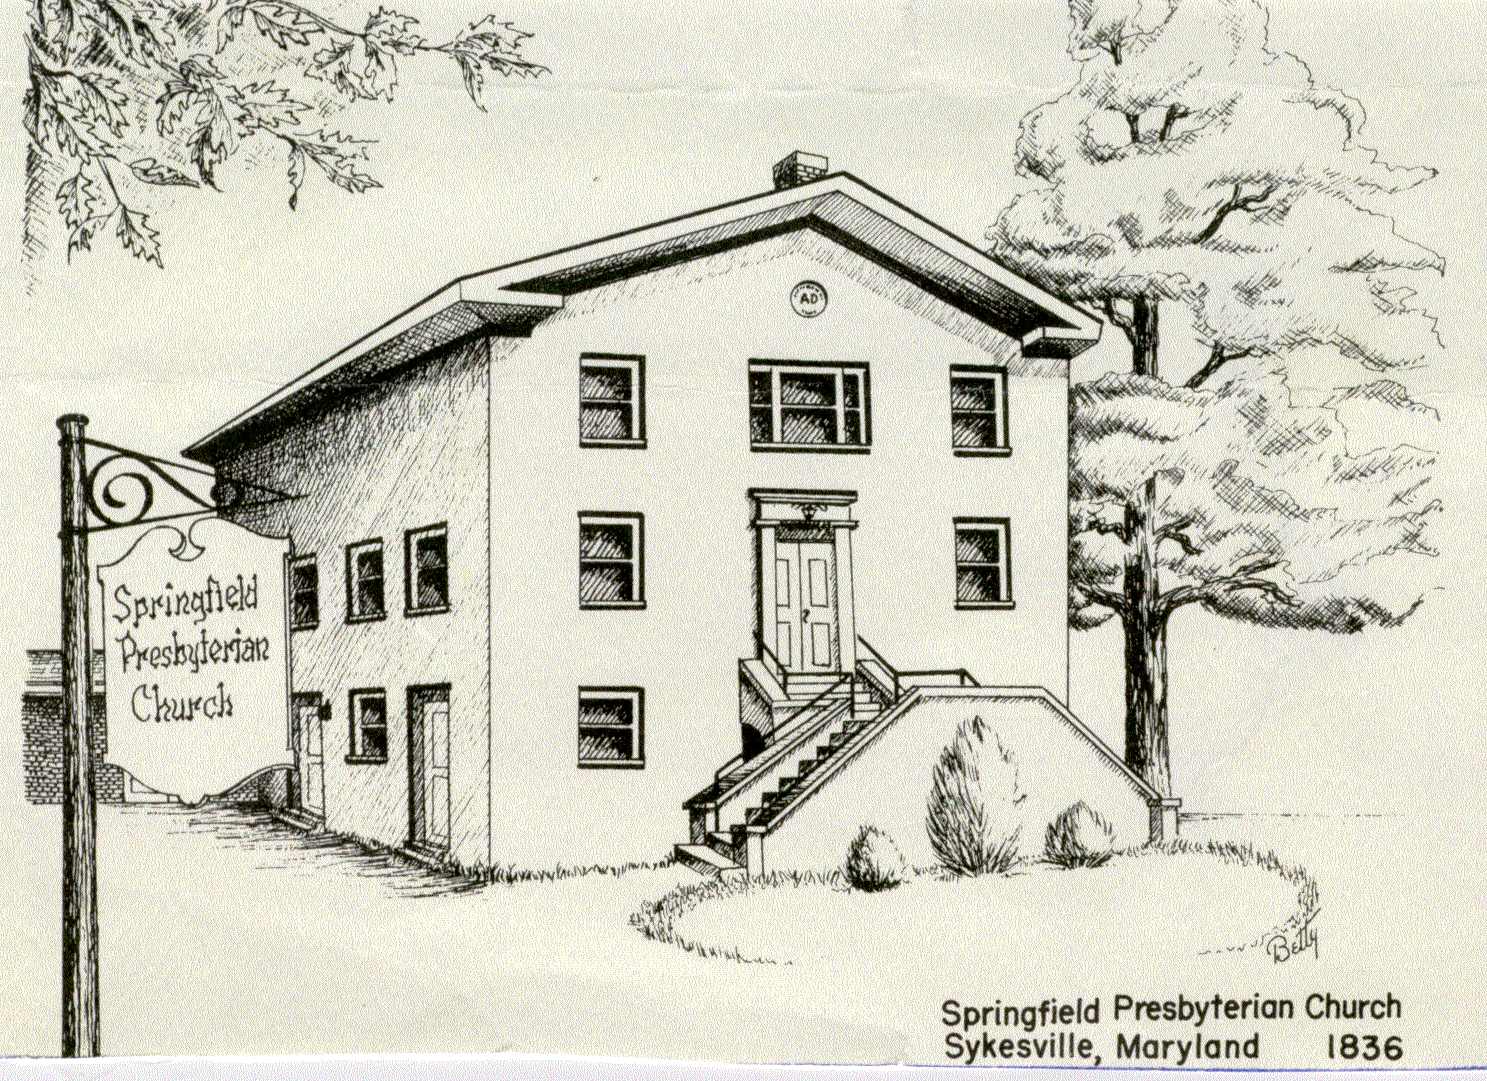 AD
Springfield
Presbyterian
Church
Betty
Springfield Presbyterian Church
Sykesville, Maryland 1836